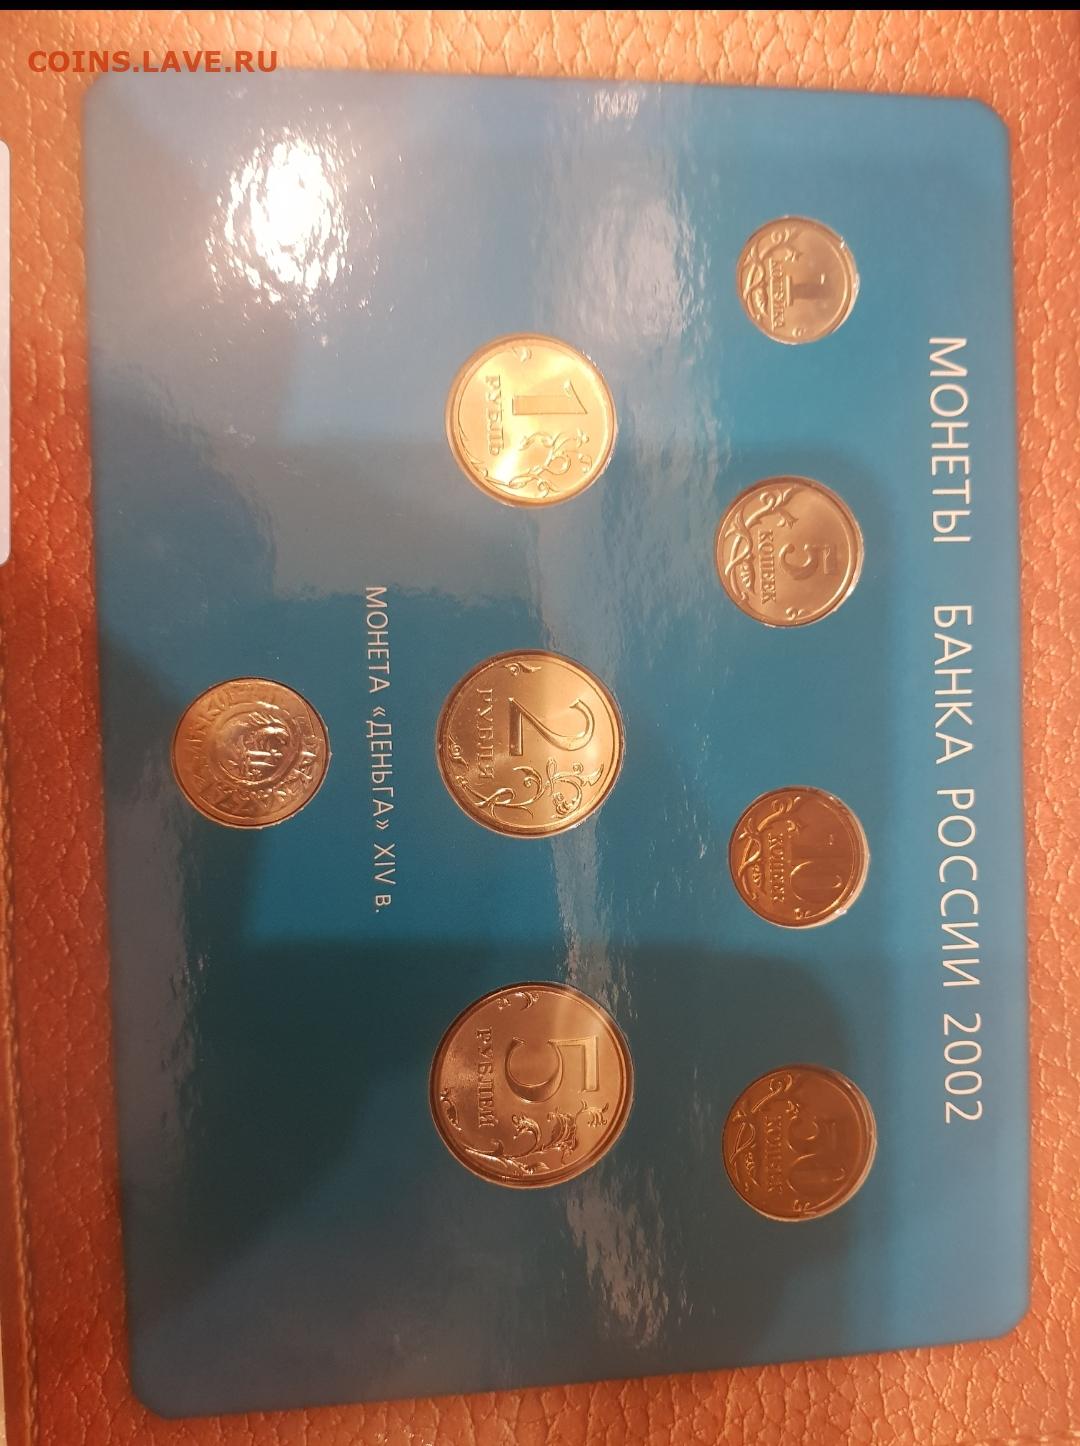 COINS.LAVE.RU
МОНЕТЫ БАНКА РОССИИ 2002
1
КОПЕЙКА
5
КОПЕЕК
10
КОПЕЕК
50
КОПЕЕК
1
РУБЛЬ
2
РУБЛЯ
5
РУБЛЕЙ
МОНЕТА «ДЕНЬГА» XIV В.